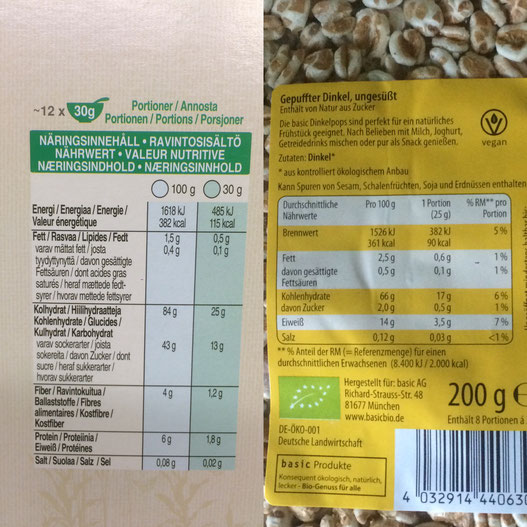 ~12 x 30g
Portioner / Annosta
Portionen / Portions / Porsjoner
NÄRINGSINNEHÅLL • RAVINTOSISÄLTÖ
NÄHRWERT • VALEUR NUTRITIVE
NÆRINGSINDHOLD • NÆRINGSINNHOLD
100 g 30 g
Energi / Energiaa / Energie / 1618 kJ 485 kJ
Valeur énergetique 382 kcal 115 kcal
Fett / Rasvaa / Lipides / Fedt 1,5 g 0,5 g
varav mättat fett / josta 0,4 g 0,1 g
tyydyttynyttä / davon gesättigte
Fettsäuren / dont acides gras
saturés / heraf mættede fedt-
syrer / hvorav mettede fettsyrer
Kolhydrat / Hiilihydraatteja 84 g 25 g
Kohlenhydrate / Glucides /
Kulhydrat / Karbohydrat
varav sockerarter / joista 43 g 13 g
sokereita / davon Zucker / dont
sucre / heraf sukkerarter /
hvorav sukkerarter
Fiber / Ravintokuitua / 4 g 1,2 g
Ballaststoffe / Fibres
alimentaires / Kostfibre /
Kostfiber
Protein / Proteiinia / 6 g 1,8 g
Eiweiß / Protéines
Salt / Suolaa / Salz / Sel 0,08 g 0,02 g
Gepuffter Dinkel, ungesüßt
Enthält von Natur aus Zucker
Die basic Dinkelpops sind perfekt für ein natürliches
Frühstück geeignet. Nach Belieben mit Milch, Joghurt,
Getreidedrinks mischen oder pur als Snack genießen.
vegan
Zutaten: Dinkel*
* aus kontrolliert ökologischem Anbau
Kann Spuren von Sesam, Schalenfrüchten, Soja und Erdnüssen enthalten
Durchschnittliche Pro 100 g 1 Portion % RM** pro
Nährwerte (25 g) Portion
Brennwert 1526 kJ 382 kJ 5 %
361 kcal 90 kcal
Fett 2,5 g 0,6 g 1 %
davon gesättigte 0,5 g 0,1 g 1 %
Fettsäuren
Kohlenhydrate 66 g 17 g 6 %
davon Zucker 2,0 g 0,5 g 1 %
Eiweiß 14 g 3,5 g 7 %
Salz 0,12 g 0,03 g <1 %
** % Anteil der RM (= Referenzmenge) für einen
durchschnittlichen Erwachsenen (8.400 kJ / 2.000 kcal)
Hergestellt für: basic AG
Richard-Strauss-Str. 48
81677 München
www.basicbio.de
200 g e
Enthält 8 Portionen à
DE-ÖKO-001
Deutsche Landwirtschaft
basic Produkte
Konsequent ökologisch, natürlich,
lecker - Bio-Genuss für alle
4 032914 440630